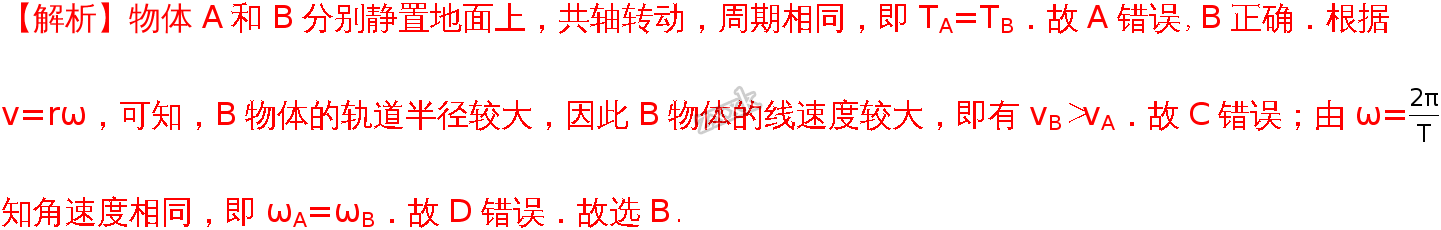 【解析】物体 A 和 B 分别静置地面上，共轴转动，周期相同，即 T_A=T_B．故 A 错误, B 正确．根据
v=rω，可知，B 物体的轨道半径较大，因此 B 物体的线速度较大，即有 v_B>v_A．故 C 错误；由 ω=2π/T
知角速度相同，即 ω_A=ω_B．故 D 错误．故选 B.